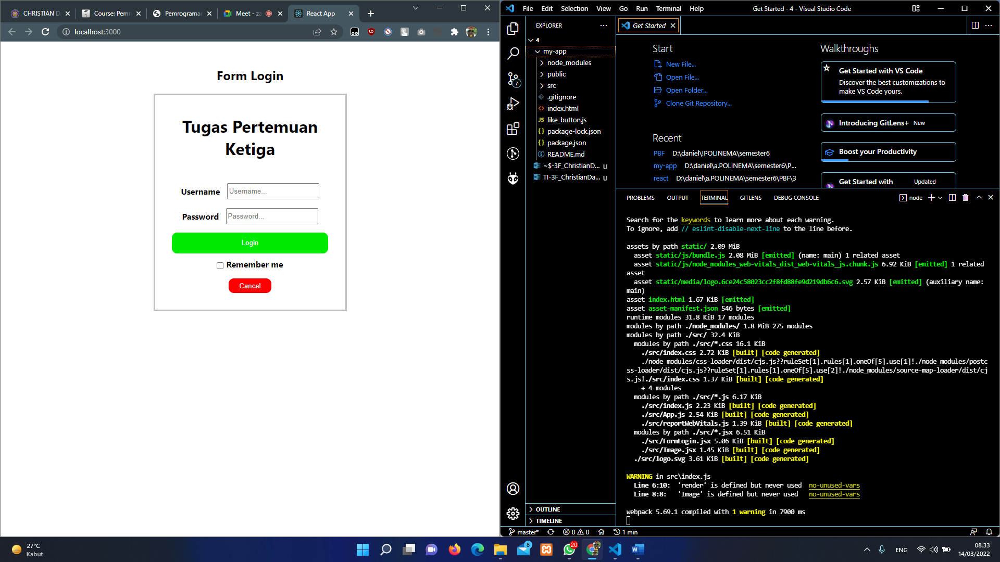 CHRISTIAN D
Course: Pem
Pemrograman
Meet - za
React App
localhost:3000
Form Login
Tugas Pertemuan
Ketiga
Username Username...
Password Password...
Login
Remember me
Cancel
File Edit Selection View Go Run Terminal Help
Get Started - 4 - Visual Studio Code
EXPLORER
4
my-app
node_modules
public
src
.gitignore
index.html
JS like_button.js
{} package-lock.json
{} package.json
README.md
~$-3F_ChristianD... U
TI-3F_ChristianDa... U
OUTLINE
TIMELINE
7
Get Started
Start
New File...
Open File...
Open Folder...
Clone Git Repository...
Recent
PBF D:\daniel\!POLINEMA\semester6
my-app D:\daniel\a.POLINEMA\semester6\P...
react D:\daniel\a.POLINEMA\semester6\PBF\3
Walkthroughs
Get Started with VS Code
Discover the best customizations to
make VS Code yours.
Introducing GitLens+ New
Boost your Productivity
Get Started with Updated
PROBLEMS OUTPUT TERMINAL GITLENS DEBUG CONSOLE
node
Search for the keywords to learn more about each warning.
To ignore, add // eslint-disable-next-line to the line before.
assets by path static/ 2.09 MiB
asset static/js/bundle.js 2.08 MiB [emitted] (name: main) 1 related asset
asset static/js/node_modules_web-vitals_dist_web-vitals_js.chunk.js 6.92 KiB [emitted] 1 related
asset
asset static/media/logo.6ce24c58023cc2f8fd88fe9d219db6c6.svg 2.57 KiB [emitted] (auxiliary name:
main)
asset index.html 1.67 KiB [emitted]
asset asset-manifest.json 546 bytes [emitted]
runtime modules 31.8 KiB 17 modules
modules by path ./node_modules/ 1.8 MiB 275 modules
modules by path ./src/ 32.4 KiB
modules by path ./src/*.css 16.1 KiB
./src/index.css 2.72 KiB [built] [code generated]
./node_modules/css-loader/dist/cjs.js??ruleSet[1].rules[1].oneOf[5].use[1]!./node_modules/postc
ss-loader/dist/cjs.js??ruleSet[1].rules[1].oneOf[5].use[2]!./node_modules/source-map-loader/dist/cj
s.js!./src/index.css 1.37 KiB [built] [code generated]
+ 4 modules
modules by path ./src/*.js 6.17 KiB
./src/index.js 2.23 KiB [built] [code generated]
./src/App.js 2.54 KiB [built] [code generated]
./src/reportWebVitals.js 1.39 KiB [built] [code generated]
modules by path ./src/*.jsx 6.51 KiB
./src/FormLogin.jsx 5.06 KiB [built] [code generated]
./src/Image.jsx 1.45 KiB [built] [code generated]
./src/logo.svg 3.61 KiB [built] [code generated]
WARNING in src\index.js
Line 6:10: 'render' is defined but never used no-unused-vars
Line 8:8: 'Image' is defined but never used no-unused-vars
webpack 5.69.1 compiled with 1 warning in 7900 ms
master* 0 0 1 min
27°C
Kabut
8
20
ENG
08.33
14/03/2022